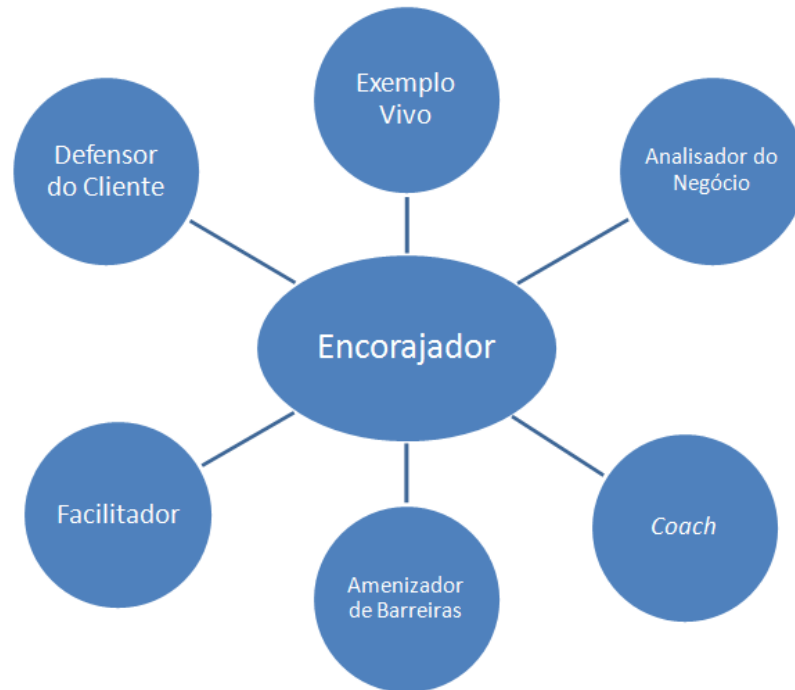 Exemplo
Vivo
Defensor
do Cliente
Analisador do
Negócio
Encorajador
Facilitador
Coach
Amenizador
de Barreiras